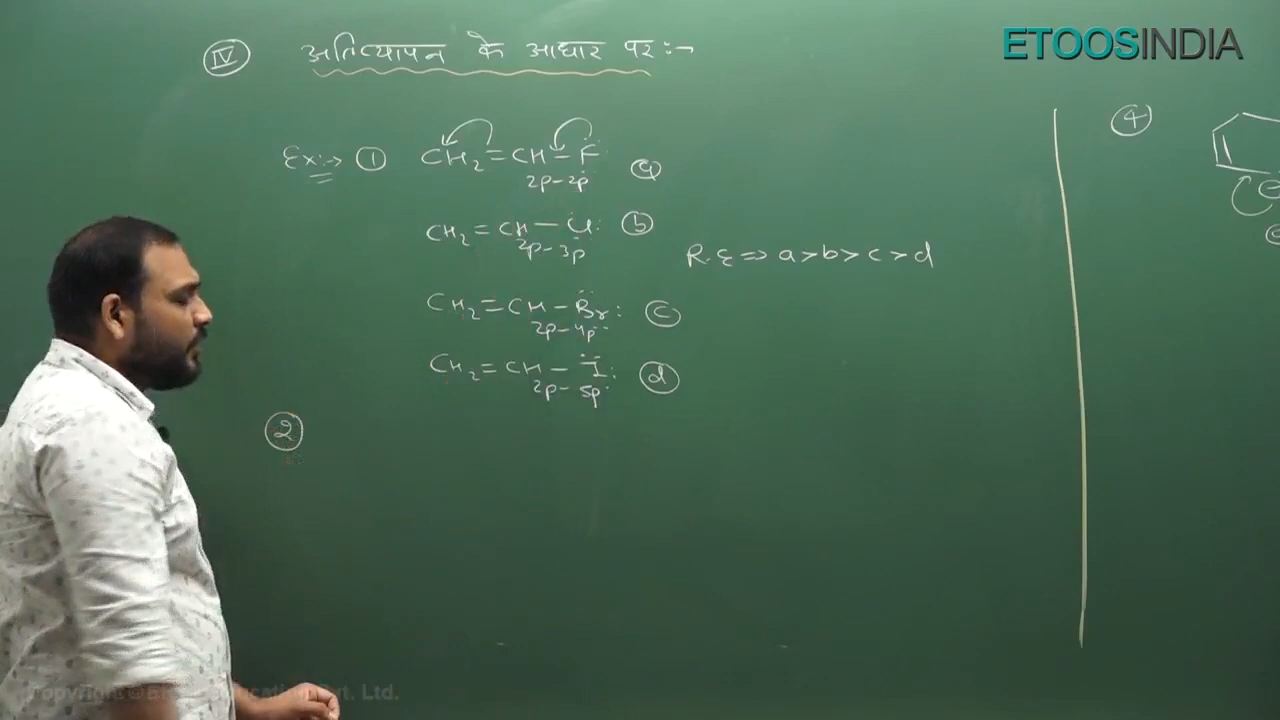 ETOOSINDIA
IV अतिव्यापन के आधार पर :-
Ex:→ 1 CH2=CH-F a
2p-2p
CH2=CH-Cl b
2p-3p
R.E ⇒ a>b>c>d
CH2=CH-Br c
2p-4p
CH2=CH-I d
2p-5p
2
4